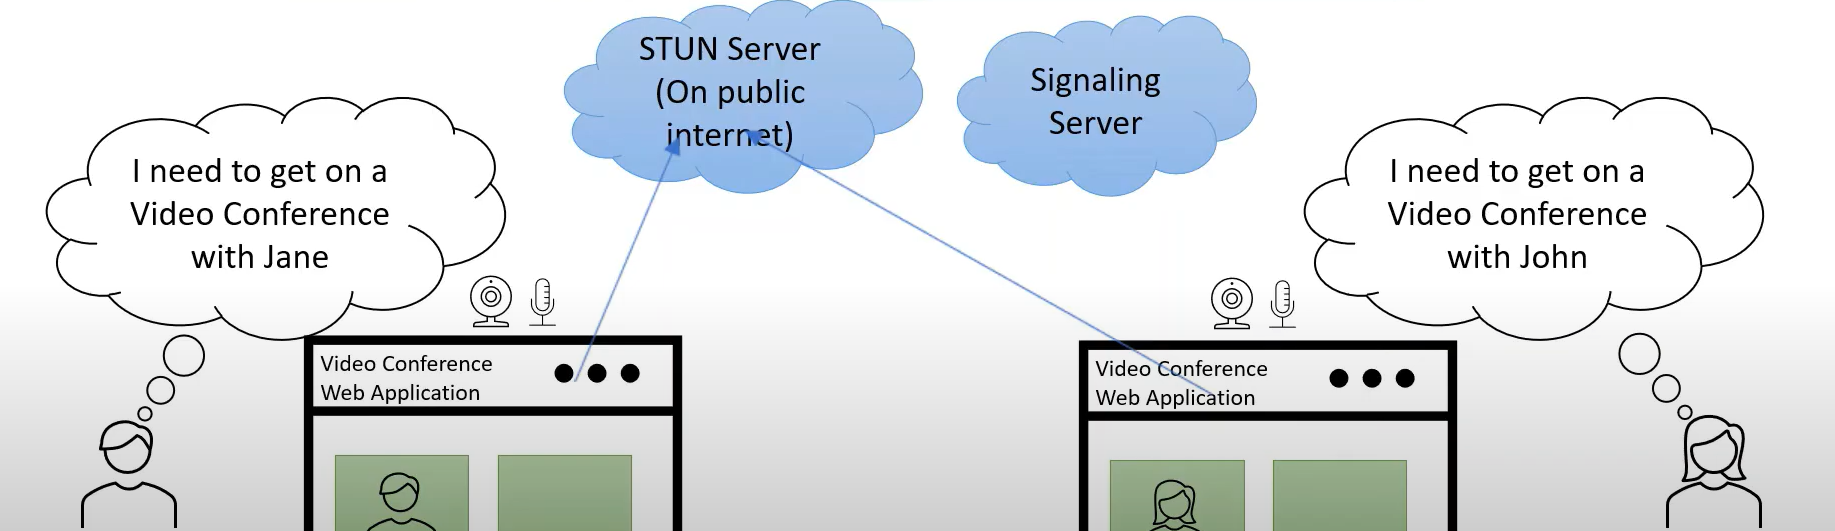 STUN Server
(On public
internet)
Signaling
Server
I need to get on a
Video Conference
with Jane
I need to get on a
Video Conference
with John
Video Conference
Web Application
Video Conference
Web Application